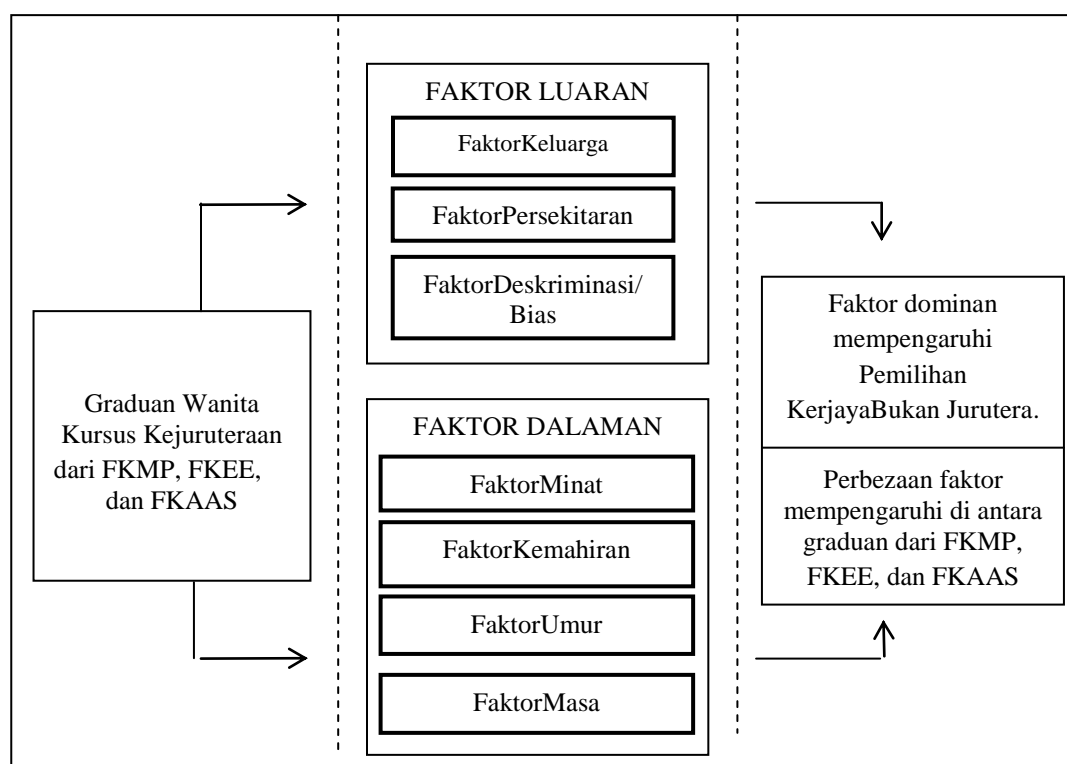 Graduan Wanita
Kursus Kejuruteraan
dari FKMP, FKEE,
dan FKAAS
FAKTOR LUARAN
FaktorKeluarga
FaktorPersekitaran
FaktorDeskriminasi/
Bias
FAKTOR DALAMAN
FaktorMinat
FaktorKemahiran
FaktorUmur
FaktorMasa
Faktor dominan
mempengaruhi
Pemilihan
KerjayaBukan Jurutera.
Perbezaan faktor
mempengaruhi di antara
graduan dari FKMP,
FKEE, dan FKAAS